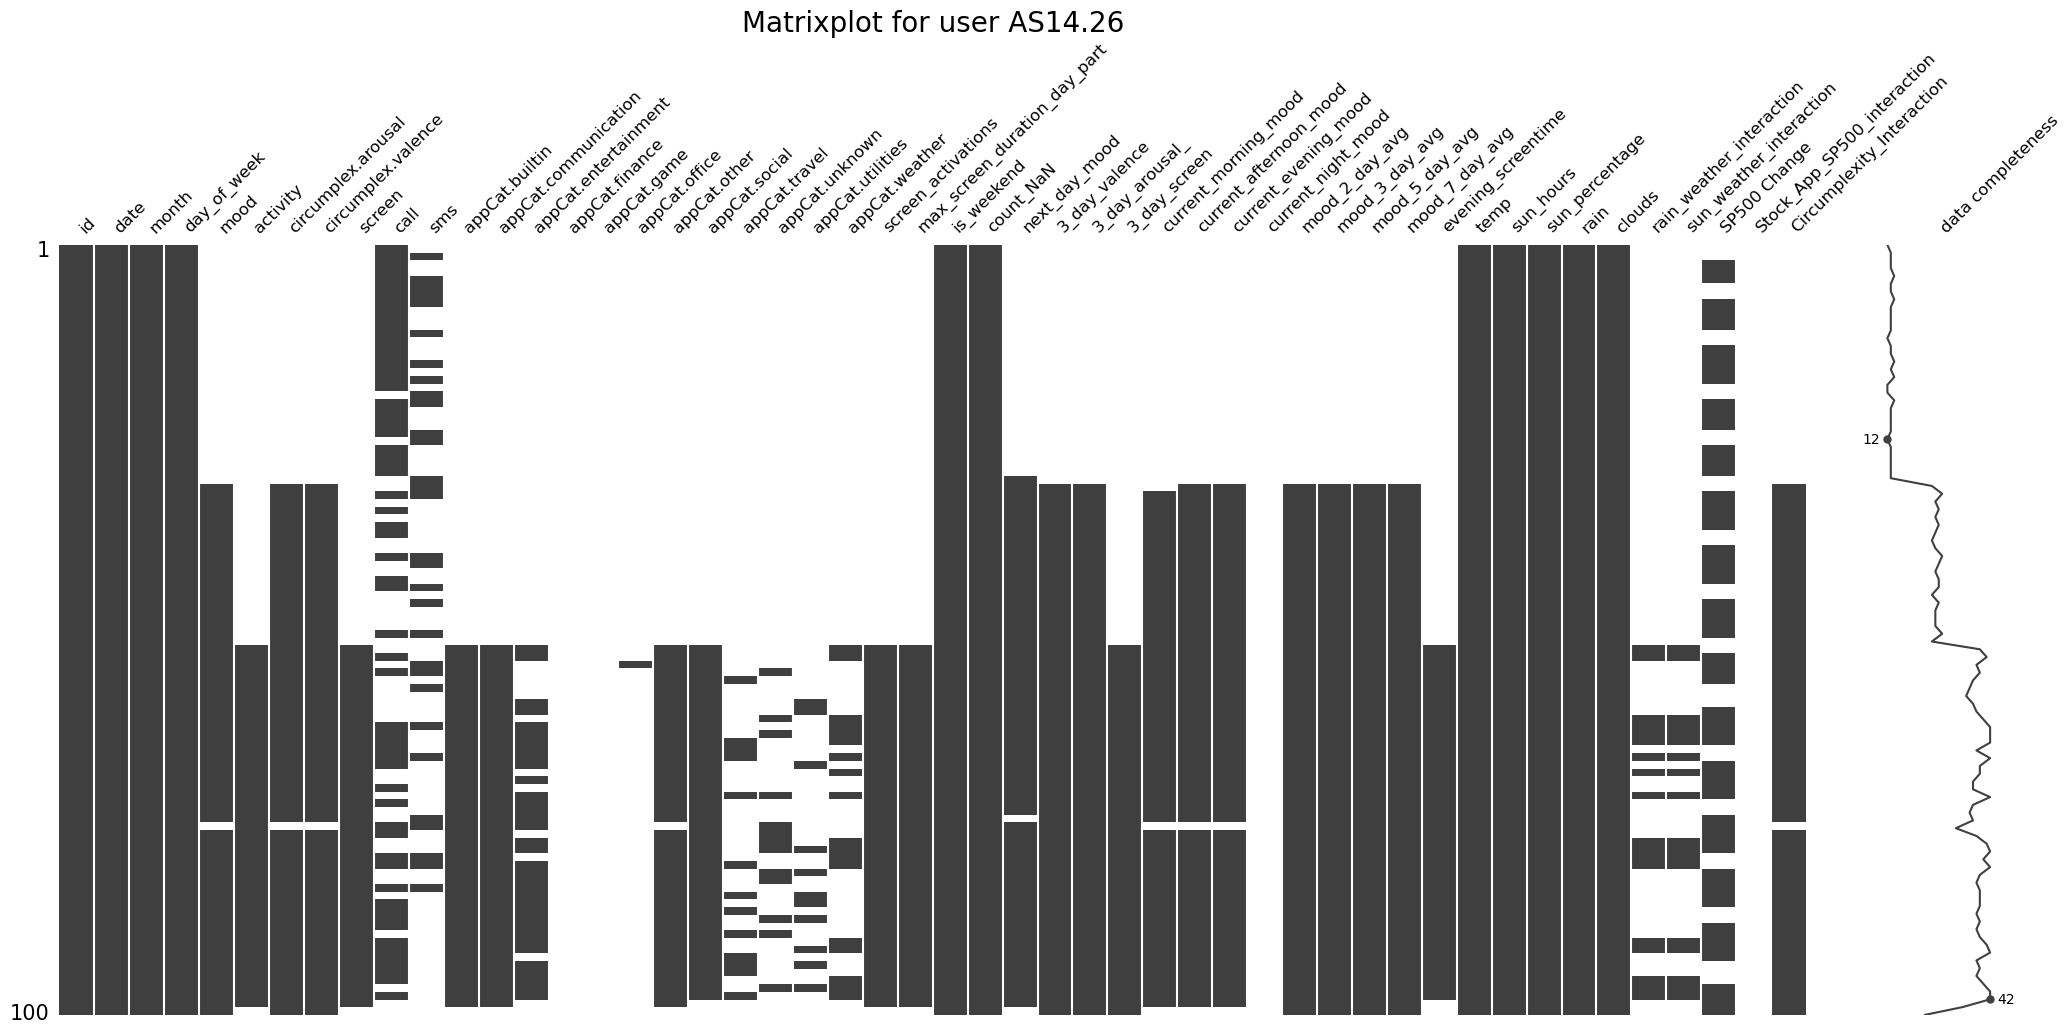 Matrixplot for user AS14.26
id
date
month
day_of_week
mood
activity
circumplex.arousal
circumplex.valence
screen
call
sms
appCat.builtin
appCat.communication
appCat.entertainment
appCat.finance
appCat.game
appCat.office
appCat.other
appCat.social
appCat.travel
appCat.unknown
appCat.utilities
appCat.weather
screen_activations
max_screen_duration_day_part
is_weekend
count_NaN
next_day_mood
3_day_valence
3_day_arousal_
3_day_screen
current_morning_mood
current_afternoon_mood
current_evening_mood
current_night_mood
mood_2_day_avg
mood_3_day_avg
mood_5_day_avg
mood_7_day_avg
evening_screentime
temp
sun_hours
sun_percentage
rain
clouds
rain_weather_interaction
sun_weather_interaction
SP500 Change
Stock_App_SP500_interaction
Circumplexity_Interaction
data completeness
1
12
42
100